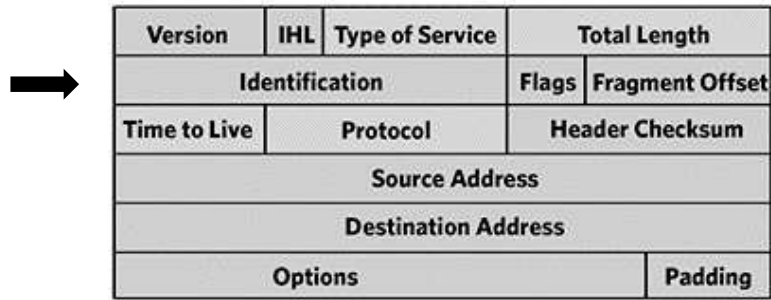 Version IHL Type of Service Total Length
Identification Flags Fragment Offset
Time to Live Protocol Header Checksum
Source Address
Destination Address
Options Padding